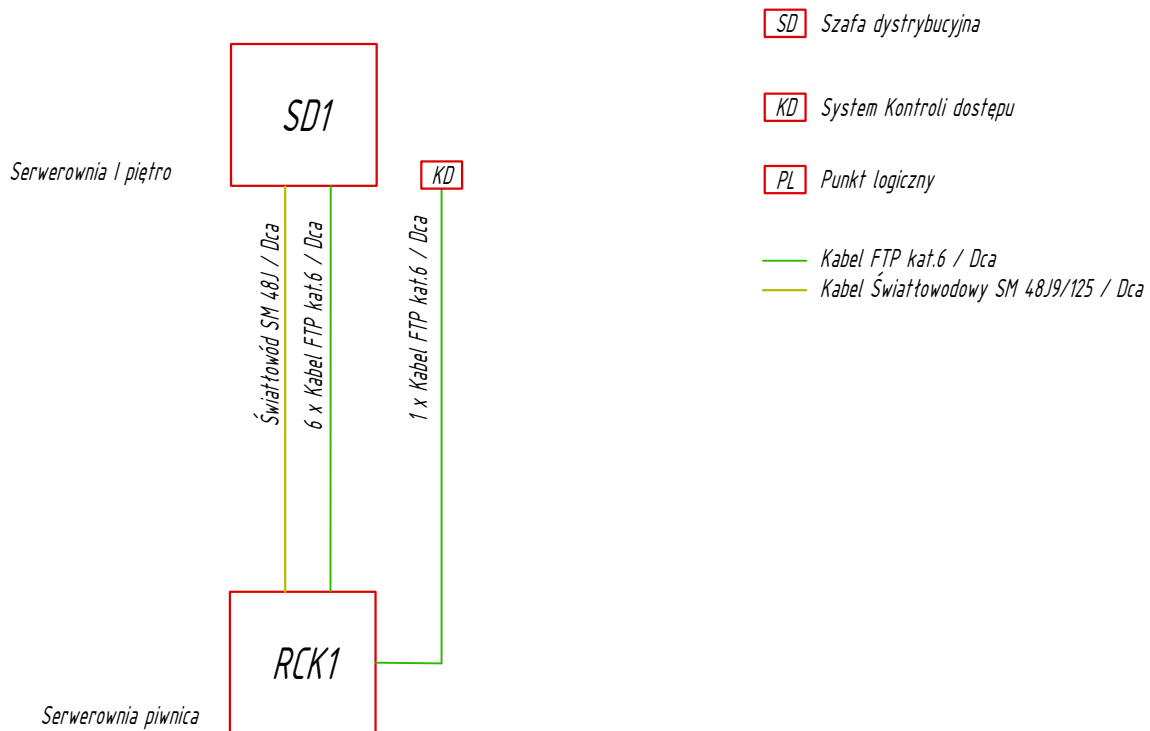 SD1
Serwerownia I piętro
KD
Światłowód SM 48J / Dca
6 x Kabel FTP kat.6 / Dca
1 x Kabel FTP kat.6 / Dca
RCK1
Serwerownia piwnica
SD Szafa dystrybucyjna
KD System Kontroli dostępu
PL Punkt logiczny
Kabel FTP kat.6 / Dca
Kabel Światłowodowy SM 48J9/125 / Dca